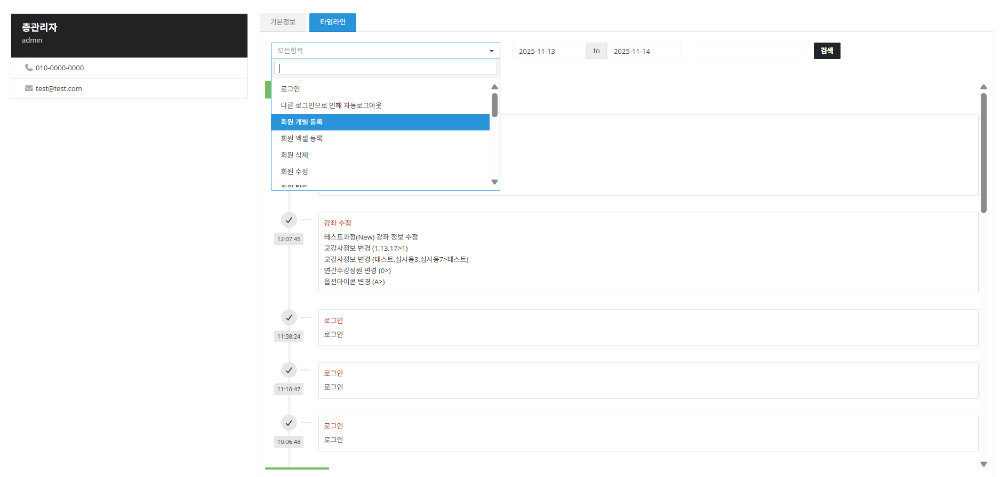 총관리자
admin
010-0000-0000
test@test.com
기본정보
타임라인
모든항목
2025-11-13
to
2025-11-14
검색
로그인
다른 로그인으로 인해 자동로그아웃
회원 개별 등록
회원 엑셀 등록
회원 삭제
회원 수정
12:07:45
강좌 수정
테스트과정(New) 강좌 정보 수정
교강사정보 변경 (1,13,17>1)
교강사정보 변경 (테스트,심사용3,심사용7>테스트)
연간수강정원 변경 (0>)
옵션아이콘 변경 (A>)
11:38:24
로그인
로그인
11:16:47
로그인
로그인
10:06:48
로그인
로그인